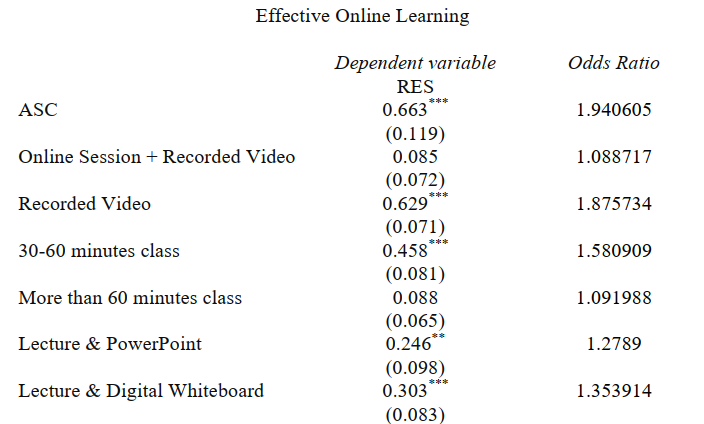 Effective Online Learning
Dependent variable Odds Ratio
RES
ASC 0.663*** 1.940605
(0.119)
Online Session + Recorded Video 0.085 1.088717
(0.072)
Recorded Video 0.629*** 1.875734
(0.071)
30-60 minutes class 0.458*** 1.580909
(0.081)
More than 60 minutes class 0.088 1.091988
(0.065)
Lecture & PowerPoint 0.246** 1.2789
(0.098)
Lecture & Digital Whiteboard 0.303*** 1.353914
(0.083)